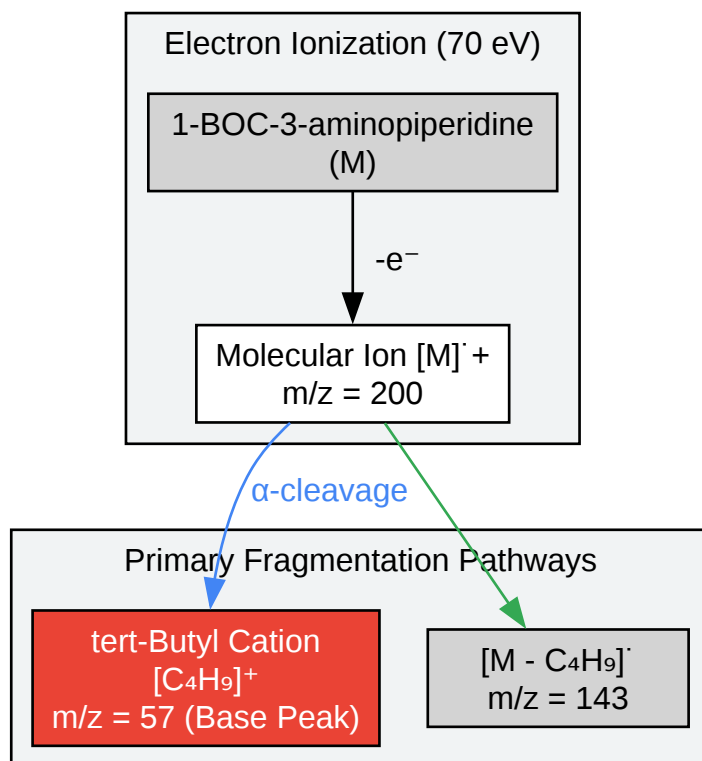 Electron Ionization (70 eV)
1-BOC-3-aminopiperidine
(M)
-e⁻
Molecular Ion [M]˙+
m/z = 200
α-cleavage
Primary Fragmentation Pathways
tert-Butyl Cation
[C₄H₉]⁺
m/z = 57 (Base Peak)
[M - C₄H₉]˙
m/z = 143